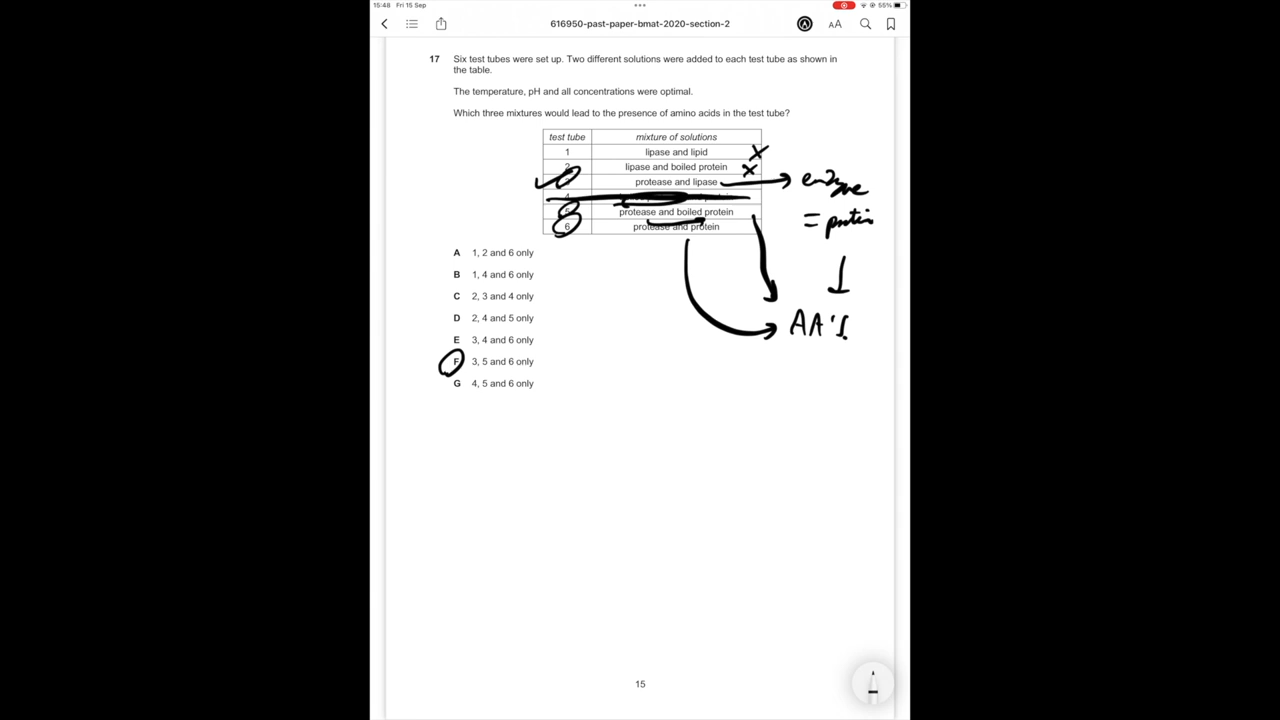 15:48 Fri 15 Sep
55%
616950-past-paper-bmat-2020-section-2
AA
17 Six test tubes were set up. Two different solutions were added to each test tube as shown in
the table.
The temperature, pH and all concentrations were optimal.
Which three mixtures would lead to the presence of amino acids in the test tube?
test tube mixture of solutions
1 lipase and lipid X
2 lipase and boiled protein X
protease and lipase → enzyme
= protein
5 protease and boiled protein
6 protease and protein
AA's.
A 1, 2 and 6 only
B 1, 4 and 6 only
C 2, 3 and 4 only
D 2, 4 and 5 only
E 3, 4 and 6 only
F 3, 5 and 6 only
G 4, 5 and 6 only
15